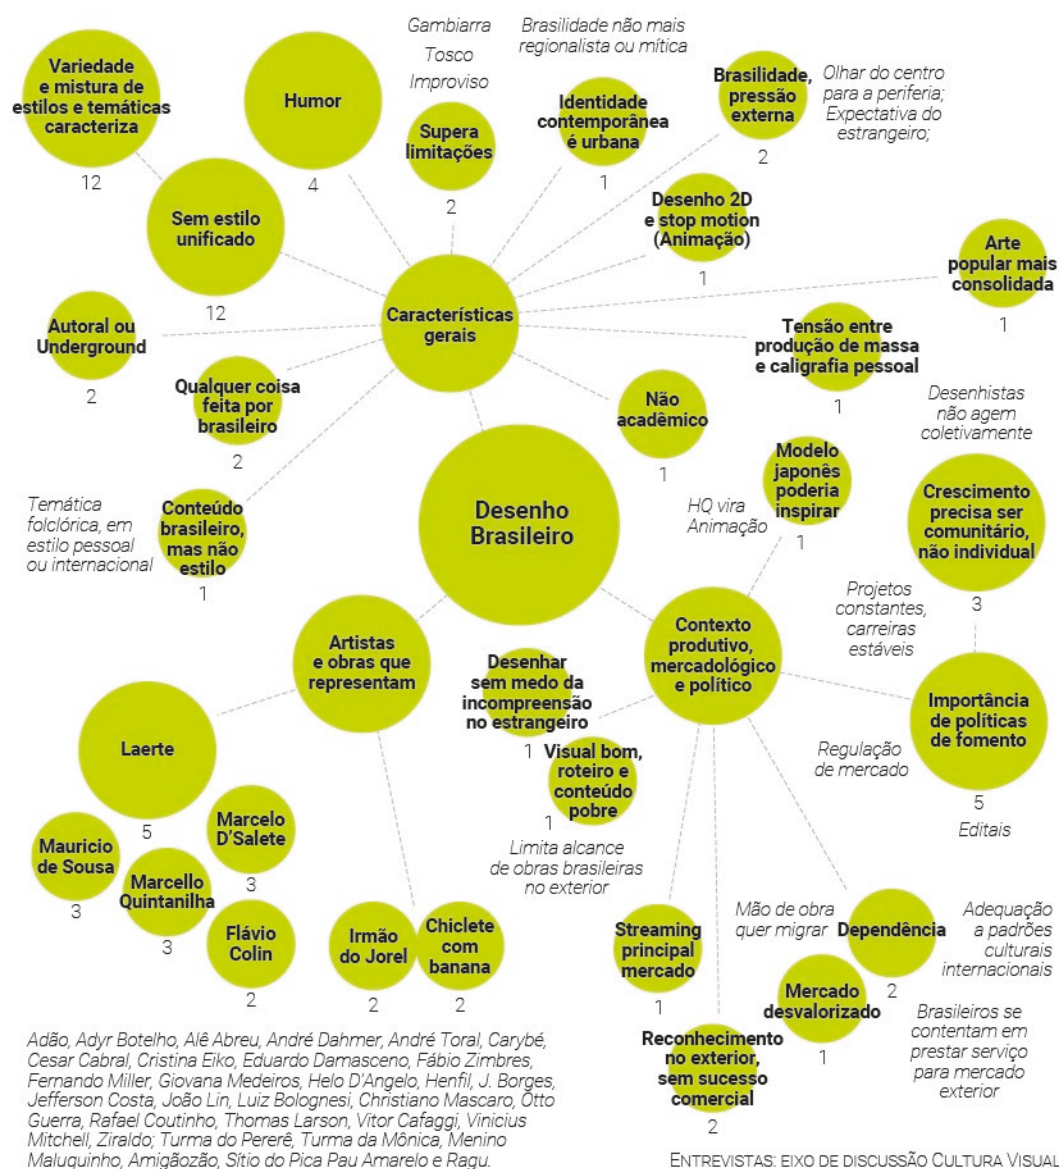 Variedade
e mistura de
estilos e temáticas
caracteriza
12
Humor
4
Gambiarra
Tosco
Improviso
Supera
limitações
2
Brasilidade não mais
regionalista ou mítica
Identidade
contemporânea
é urbana
1
Brasilidade,
pressão
externa
2
Olhar do centro
para a periferia;
Expectativa do
estrangeiro;
Sem estilo
unificado
12
Desenho 2D
e stop motion
(Animação)
1
Arte
popular mais
consolidada
1
Características
gerais
Autoral ou
Underground
2
Tensão entre
produção de massa
e caligrafia pessoal
1
Qualquer coisa
feita por
brasileiro
2
Não
acadêmico
1
Desenhistas
não agem
coletivamente
Temática
folclórica, em
estilo pessoal
ou internacional
Conteúdo
brasileiro,
mas não
estilo
1
Desenho
Brasileiro
HQ vira
Animação
Modelo
japonês
poderia
inspirar
1
Crescimento
precisa ser
comunitário,
não individual
3
Projetos
constantes,
carreiras
estáveis
Artistas
e obras que
representam
Desenhar
sem medo da
incompreensão
no estrangeiro
1
Contexto
produtivo,
mercadológico
e político
Importância
de políticas
de fomento
5
Regulação
de mercado
Editais
Laerte
5
Visual bom,
roteiro e
conteúdo
pobre
1
Limita alcance
de obras brasileiras
no exterior
Mauricio
de Sousa
3
Marcelo
D'Salete
3
Marcello
Quintanilha
3
Flávio
Colin
2
Irmão
do Jorel
2
Chiclete
com
banana
2
Streaming
principal
mercado
1
Mão de obra
quer migrar
Dependência
2
Adequação
a padrões
culturais
internacionais
Mercado
desvalorizado
1
Brasileiros se
contentam em
prestar serviço
para mercado
exterior
Reconhecimento
no exterior,
sem sucesso
comercial
2
Adão, Adyr Botelho, Alê Abreu, André Dahmer, André Toral, Carybé,
Cesar Cabral, Cristina Eiko, Eduardo Damasceno, Fábio Zimbres,
Fernando Miller, Giovana Medeiros, Helo D'Angelo, Henfil, J. Borges,
Jefferson Costa, João Lin, Luiz Bolognesi, Christiano Mascaro, Otto
Guerra, Rafael Coutinho, Thomas Larson, Vitor Cafaggi, Vinicius
Mitchell, Ziraldo; Turma do Pererê, Turma da Mônica, Menino
Maluquinho, Amigãozão, Sítio do Pica Pau Amarelo e Ragu.
ENTREVISTAS: EIXO DE DISCUSSÃO CULTURA VISUAL